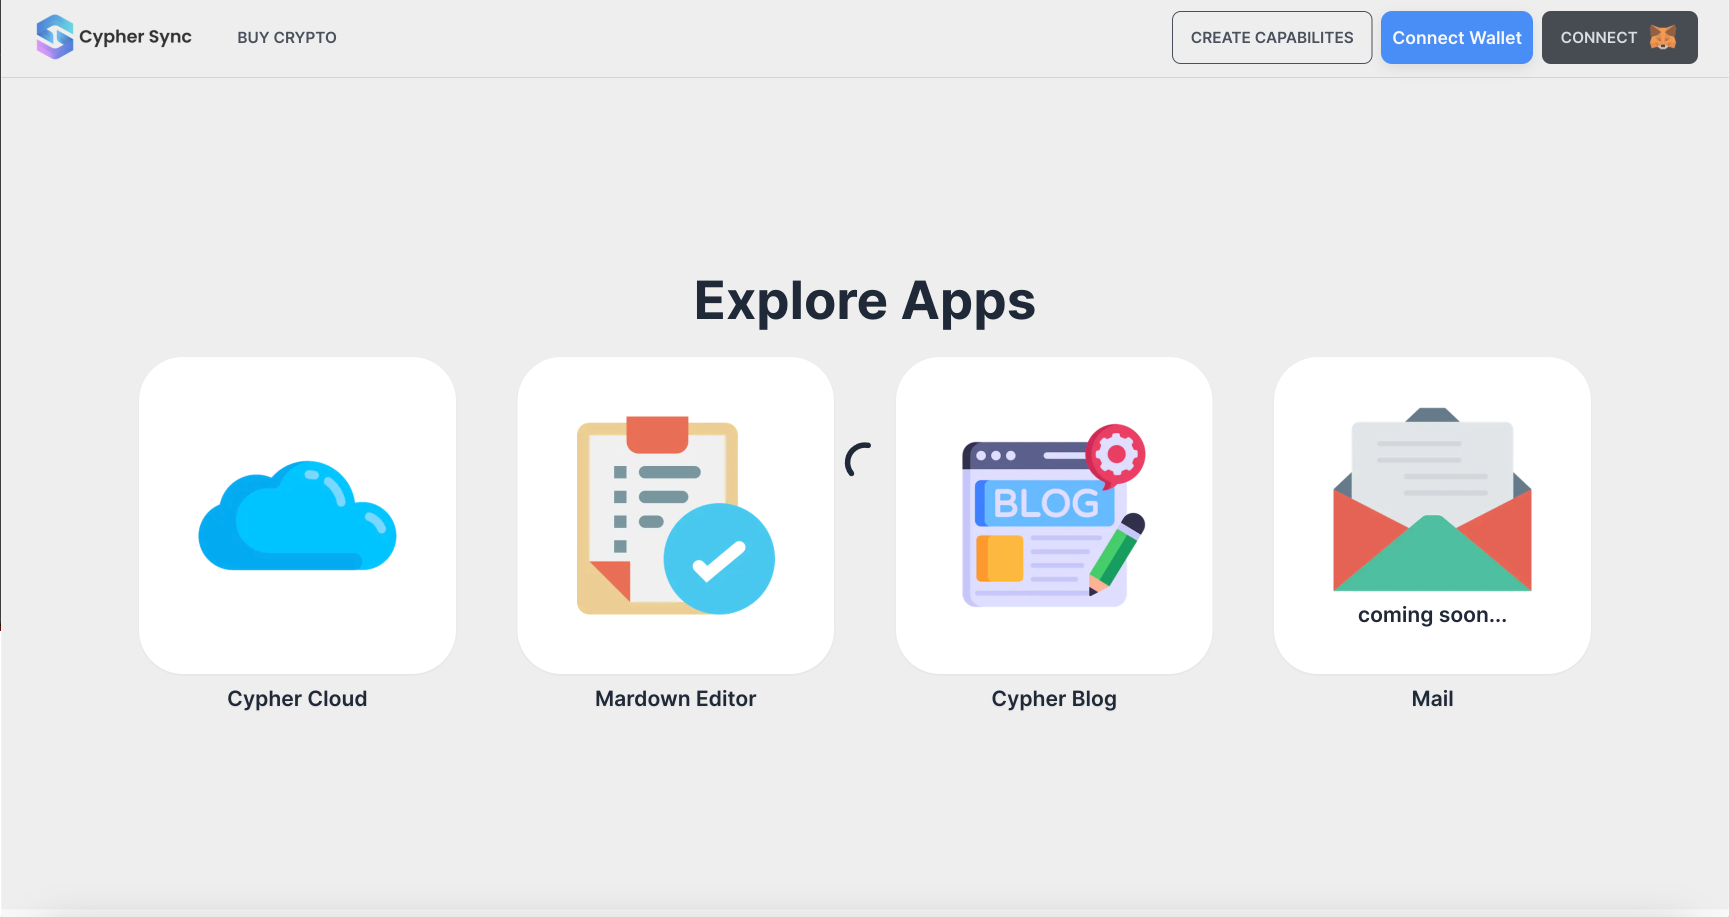 Cypher Sync
BUY CRYPTO
CREATE CAPABILITES
Connect Wallet
CONNECT
Explore Apps
BLOG
coming soon...
Cypher Cloud
Mardown Editor
Cypher Blog
Mail